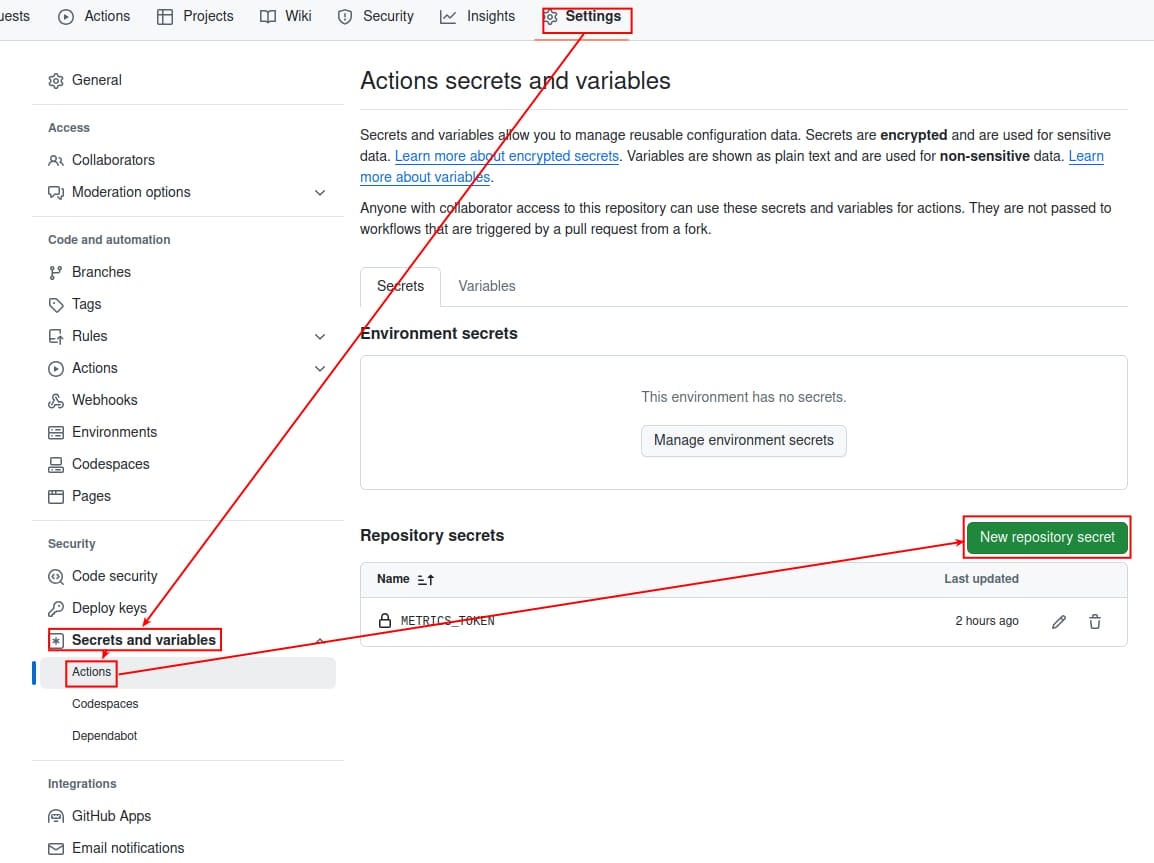 uests Actions Projects Wiki Security Insights Settings
General
Access
Collaborators
Moderation options
Code and automation
Branches
Tags
Rules
Actions
Webhooks
Environments
Codespaces
Pages
Security
Code security
Deploy keys
Secrets and variables
Actions
Codespaces
Dependabot
Integrations
GitHub Apps
Email notifications
Actions secrets and variables
Secrets and variables allow you to manage reusable configuration data. Secrets are encrypted and are used for sensitive
data. Learn more about encrypted secrets. Variables are shown as plain text and are used for non-sensitive data. Learn
more about variables.
Anyone with collaborator access to this repository can use these secrets and variables for actions. They are not passed to
workflows that are triggered by a pull request from a fork.
Secrets Variables
Environment secrets
This environment has no secrets.
Manage environment secrets
Repository secrets New repository secret
Name Last updated
METRICS_TOKEN 2 hours ago